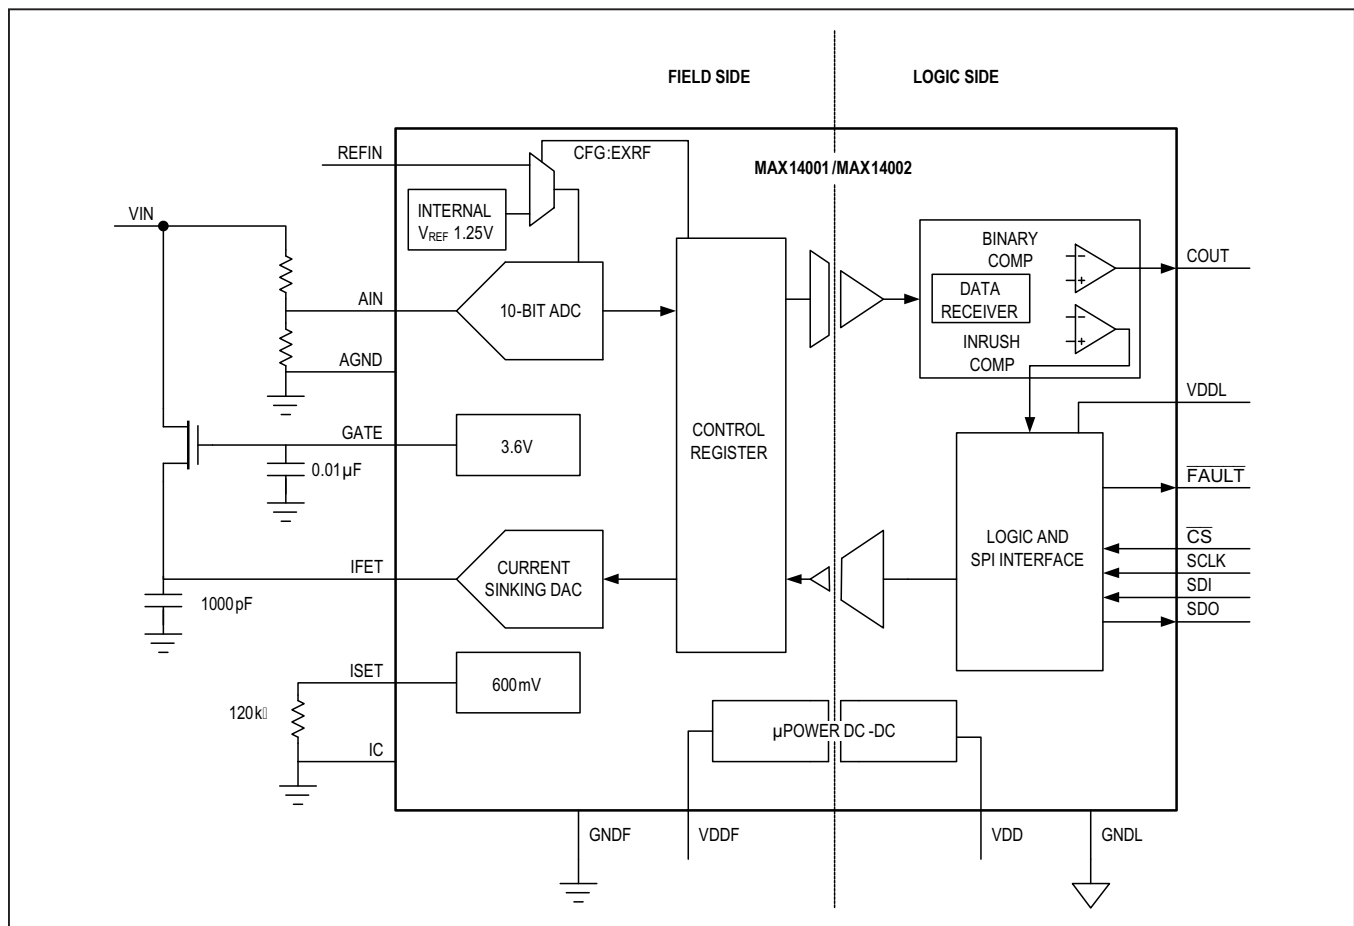 FIELD SIDE
LOGIC SIDE
REFIN
CFG:EXRF
MAX14001/MAX14002
INTERNAL
VREF 1.25V
VIN
BINARY
COMP
COUT
DATA
RECEIVER
AIN
10-BIT ADC
INRUSH
COMP
AGND
VDDL
GATE
3.6V
CONTROL
REGISTER
0.01µF
FAULT
LOGIC AND
SPI INTERFACE
CS
SCLK
SDI
SDO
IFET
CURRENT
SINKING DAC
1000pF
ISET
600mV
120k
IC
µPOWER DC-DC
GNDF
VDDF
VDD
GNDL